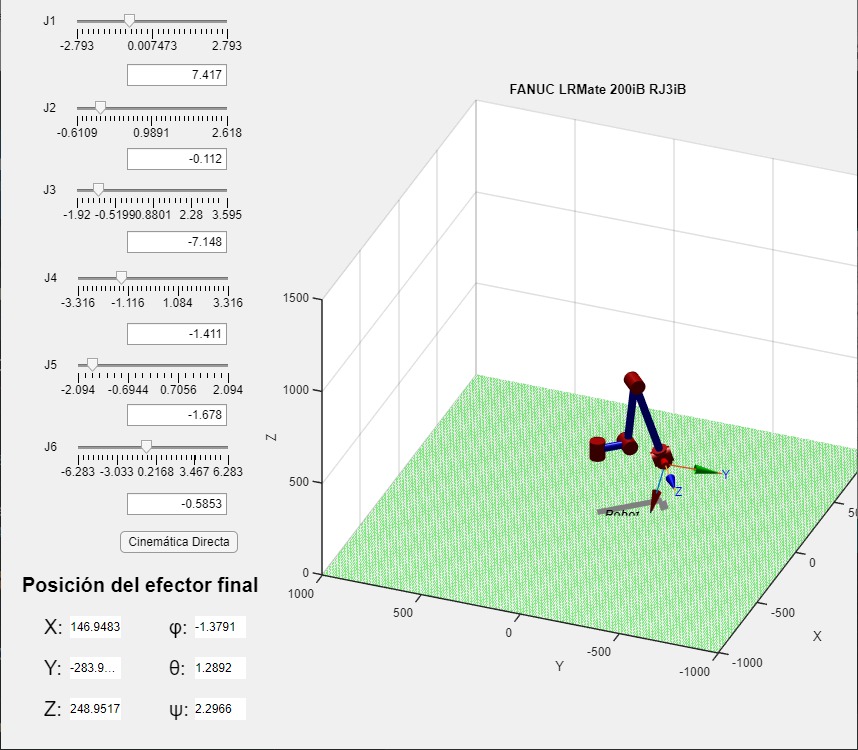 J1
-2.793 0.007473 2.793
7.417
J2
-0.6109 0.9891 2.618
-0.112
J3
-1.92 -0.5199 0.8801 2.28 3.595
-7.148
J4
-3.316 -1.116 1.084 3.316
-1.411
J5
-2.094 -0.6944 0.7056 2.094
-1.678
J6
-6.283 -3.033 0.2168 3.467 6.283
-0.5853
Cinemática Directa
Posición del efector final
X: 146.9483 φ: -1.3791
Y: -283.9... θ: 1.2892
Z: 248.9517 ψ: 2.2966
FANUC LRMate 200iB RJ3iB
1500
1000
500
0
Z
1000
500
0
-500
-1000
Y
-1000
-500
0
50
X
Y
Z
Robot